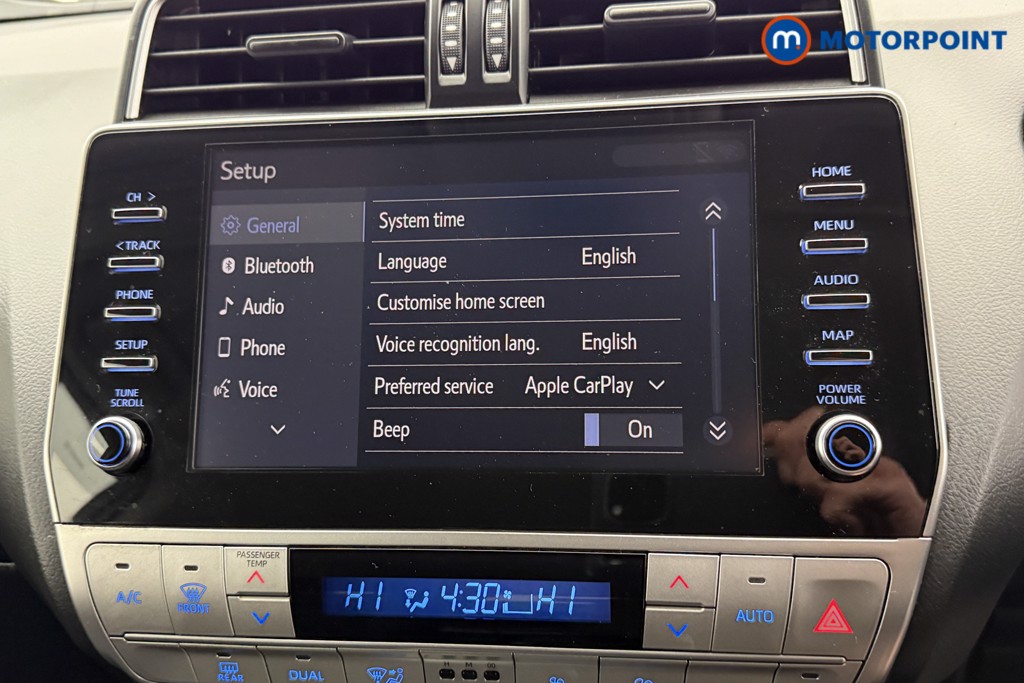 m MOTORPOINT
Setup
General
Bluetooth
Audio
Phone
Voice
System time
Language English
Customise home screen
Voice recognition lang. English
Preferred service Apple CarPlay
Beep On
CH >
< TRACK
PHONE
SETUP
TUNE
SCROLL
HOME
MENU
AUDIO
MAP
POWER
VOLUME
A/C
FRONT
PASSENGER
TEMP
HI 4:30 HI
AUTO
REAR
DUAL
H M